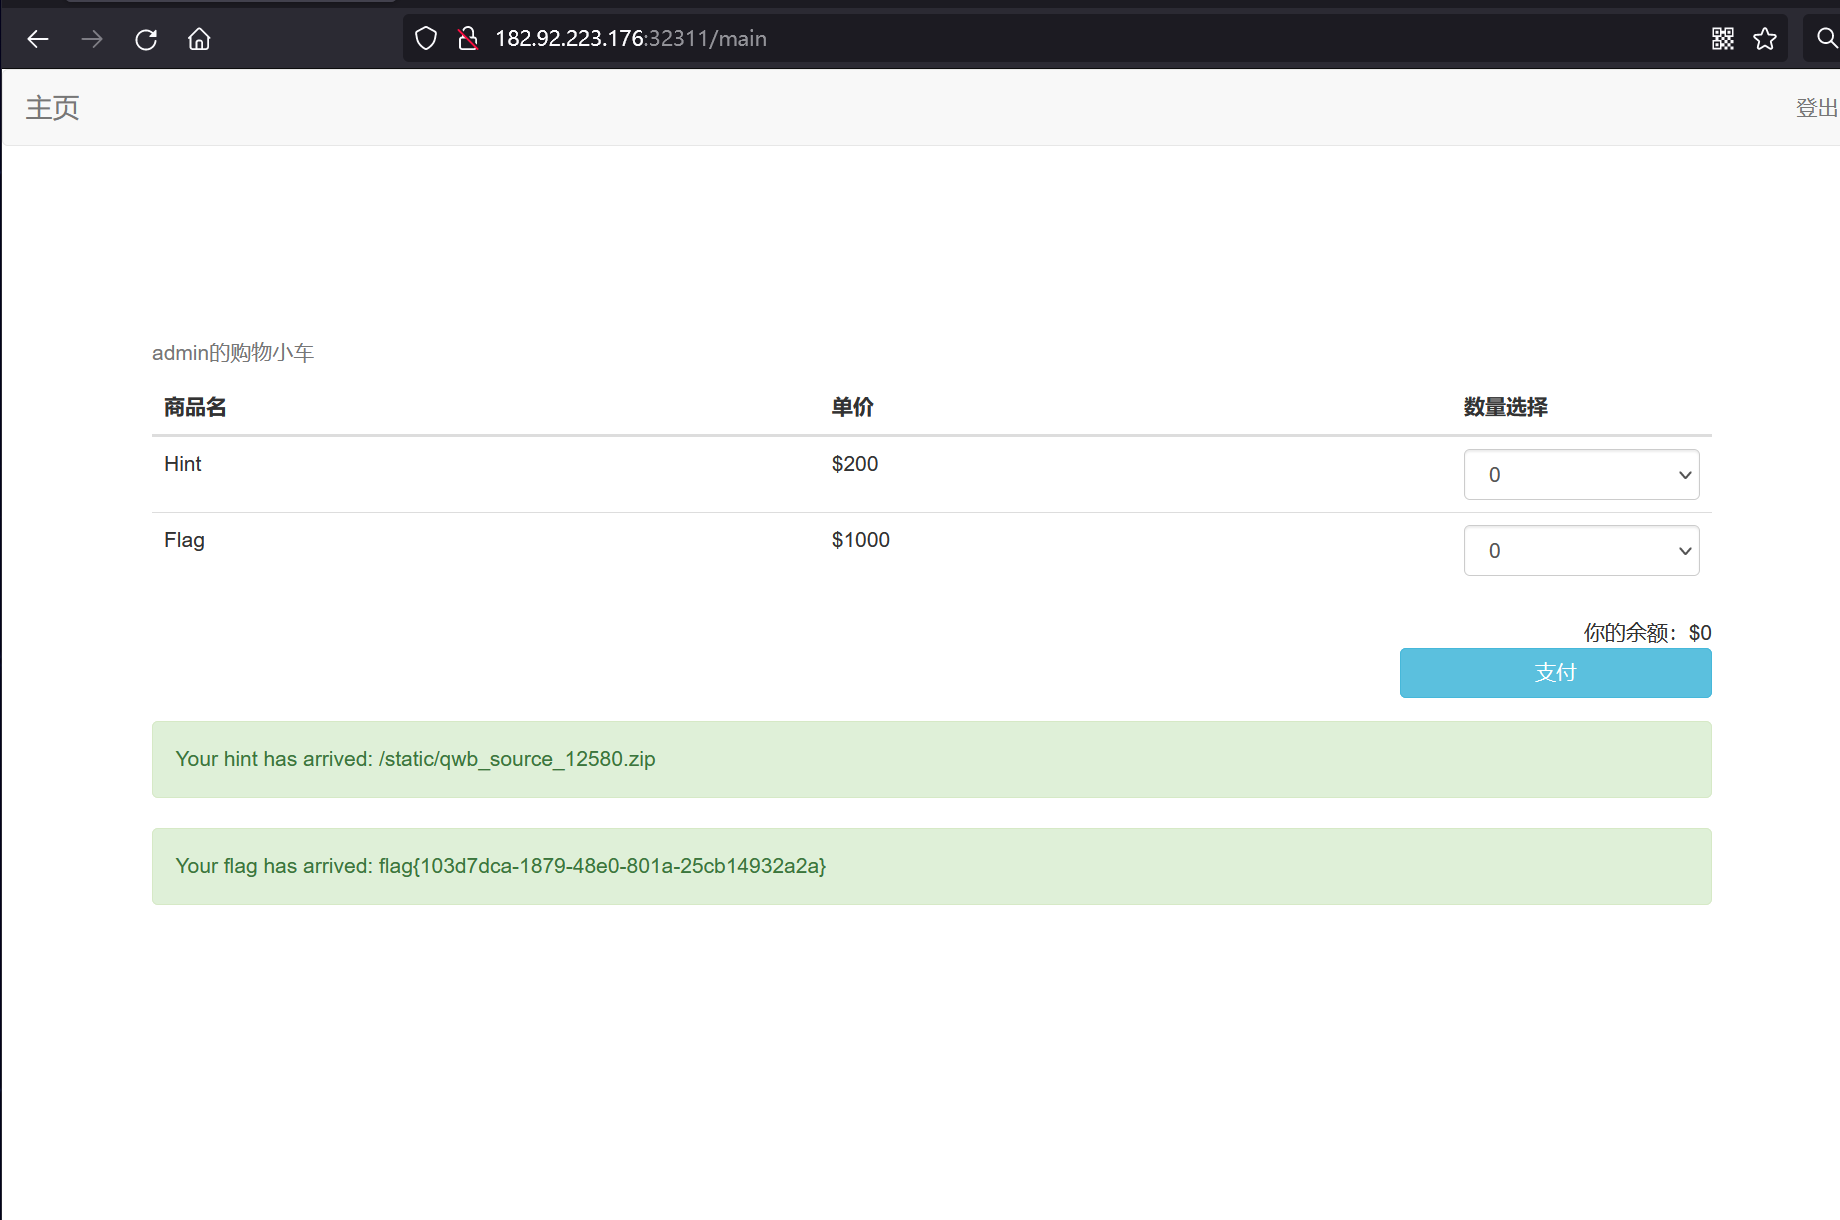 182.92.223.176:32311/main
主页 登出
admin的购物小车
商品名 单价 数量选择
Hint $200 0
Flag $1000 0
你的余额：$0
支付
Your hint has arrived: /static/qwb_source_12580.zip
Your flag has arrived: flag{103d7dca-1879-48e0-801a-25cb14932a2a}